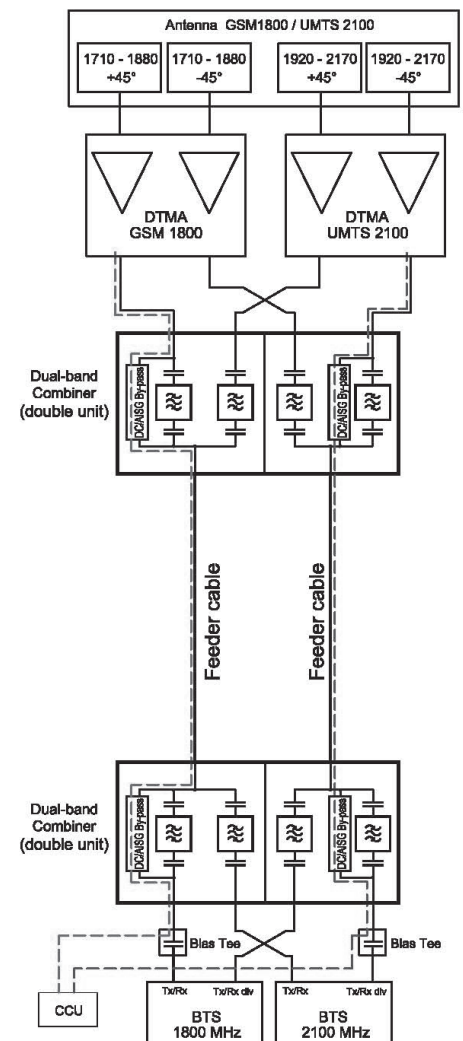 Antenna GSM1800 / UMTS 2100
1710 - 1880
+45°
1710 - 1880
-45°
1920 - 2170
+45°
1920 - 2170
-45°
DTMA
GSM 1800
DTMA
UMTS 2100
Dual-band
Combiner
(double unit)
DC/AISG By-pass
DC/AISG By-pass
Feeder cable
Feeder cable
Dual-band
Combiner
(double unit)
DC/AISG By-pass
DC/AISG By-pass
Bias Tee
Bias Tee
CCU
Tx/Rx
Tx/Rx div
BTS
1800 MHz
Tx/Rx
Tx/Rx div
BTS
2100 MHz